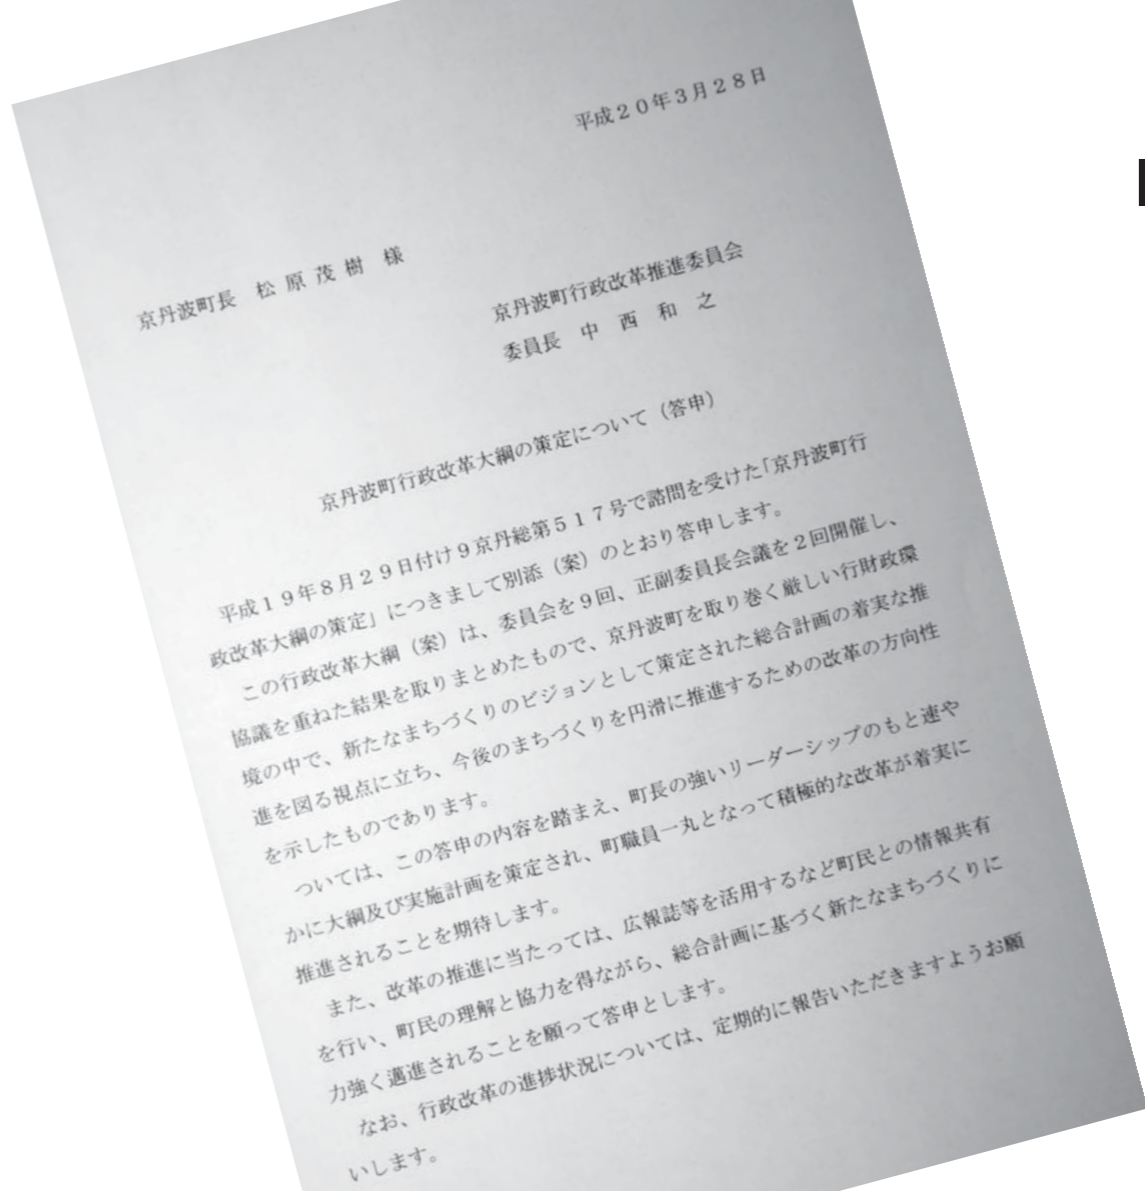 平成２０年３月２８日
京丹波町長　松原茂樹　様
京丹波町行政改革推進委員会
委員長　中　西　和　之
京丹波町行政改革大綱の策定について（答申）
平成１９年８月２９日付け９京丹総第５１７号で諮問を受けた「京丹波町行
政改革大綱の策定」につきまして別添（案）のとおり答申します。
この行政改革大綱（案）は、委員会を９回、正副委員長会議を２回開催し、
協議を重ねた結果を取りまとめたもので、京丹波町を取り巻く厳しい行財政環
境の中で、新たなまちづくりのビジョンとして策定された総合計画の着実な推
進を図る視点に立ち、今後のまちづくりを円滑に推進するための改革の方向性
を示したものであります。
ついては、この答申の内容を踏まえ、町長の強いリーダーシップのもと速や
かに大綱及び実施計画を策定され、町職員一丸となって積極的な改革が着実に
推進されることを期待します。
また、改革の推進に当たっては、広報誌等を活用するなど町民との情報共有
を行い、町民の理解と協力を得ながら、総合計画に基づく新たなまちづくりに
力強く邁進されることを願って答申とします。
なお、行政改革の進捗状況については、定期的に報告いただきますようお願
いします。